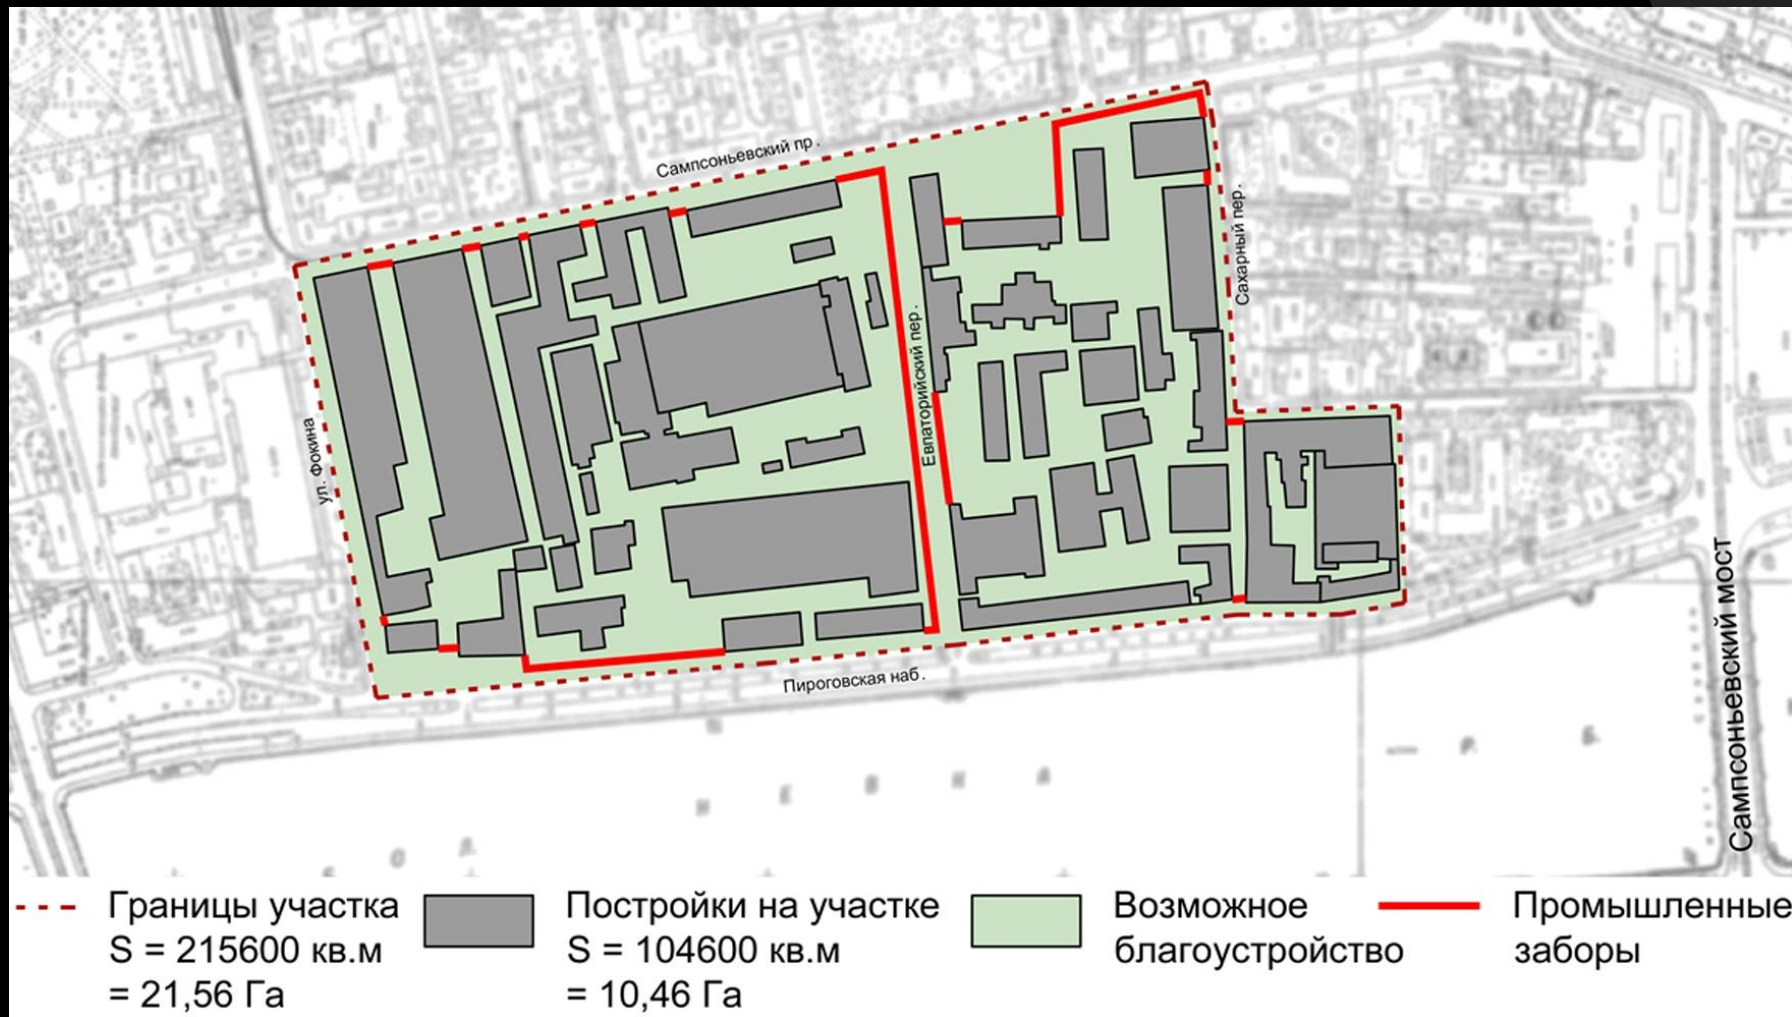 Сампсоньевский пр.
Сахарный пер.
Евпаторийский пер.
ул. Фокина
Пироговская наб.
Сампсоньевский мост
Границы участка
S = 215600 кв.м
= 21,56 Га
Постройки на участке
S = 104600 кв.м
= 10,46 Га
Возможное
благоустройство
Промышленные
заборы